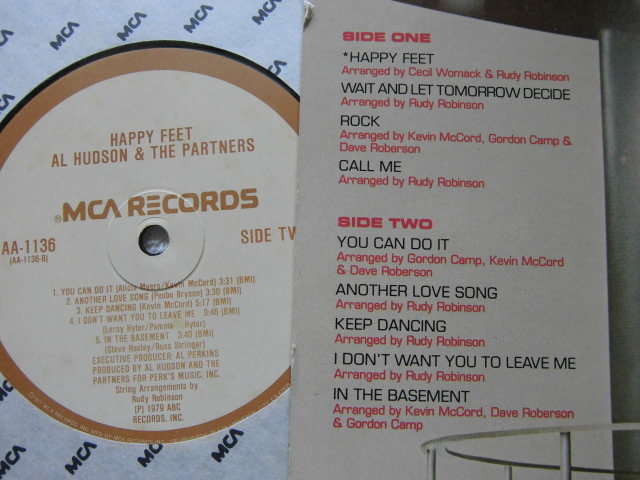 MCA
MCA
MCA
MCA
HAPPY FEET
AL HUDSON & THE PARTNERS
®MCA RECORDS
AA-1136
(AA-1136-B)
SIDE TW
1. YOU CAN DO IT (Alicia Myers/Kevin McCord) 3:31 (BMI)
2. ANOTHER LOVE SONG (Peabo Bryson) 3:30 (BMI)
3. KEEP DANCING (Kevin McCord) 5:17 (BMI)
4. I DON'T WANT YOU TO LEAVE ME 3:46 (BMI)
(Leroy Hyter/ Hyter)
5. IN THE BASEMENT 3:40 (BMI)
(Steve Hosley/Russ Stringer)
EXECUTIVE PRODUCER: AL PERKINS
PRODUCED BY AL HUDSON AND THE
PARTNERS FOR PERK'S MUSIC, INC.
String Arrangements by
Rudy Robinson
(P) 1979 ABC
RECORDS, INC.
MCA
MCA
MCA
MCA
MCA
SIDE ONE
*HAPPY FEET
Arranged by Cecil Womack & Rudy Robinson
WAIT AND LET TOMORROW DECIDE
Arranged by Rudy Robinson
ROCK
Arranged by Kevin McCord, Gordon Camp &
Dave Roberson
CALL ME
Arranged by Rudy Robinson
SIDE TWO
YOU CAN DO IT
Arranged by Gordon Camp, Kevin McCord
& Dave Roberson
ANOTHER LOVE SONG
Arranged by Rudy Robinson
KEEP DANCING
Arranged by Rudy Robinson
I DON'T WANT YOU TO LEAVE ME
Arranged by Rudy Robinson
IN THE BASEMENT
Arranged by Kevin McCord, Dave Roberson
& Gordon Camp